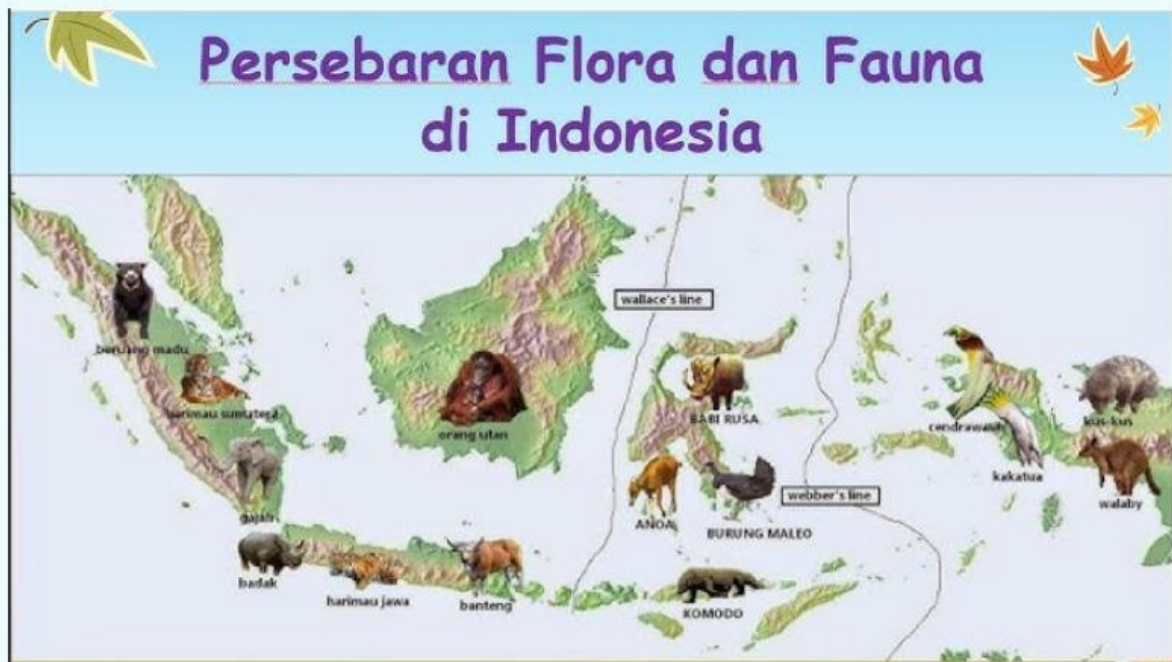 Persebaran Flora dan Fauna
di Indonesia
wallace's line
beruang madu
harimau sumatera
orang utan
BABI RUSA
cendrawasih
kus-kus
kakatua
walaby
gajah
ANOA
BURUNG MALEO
webber's line
badak
harimau jawa
banteng
KOMODO